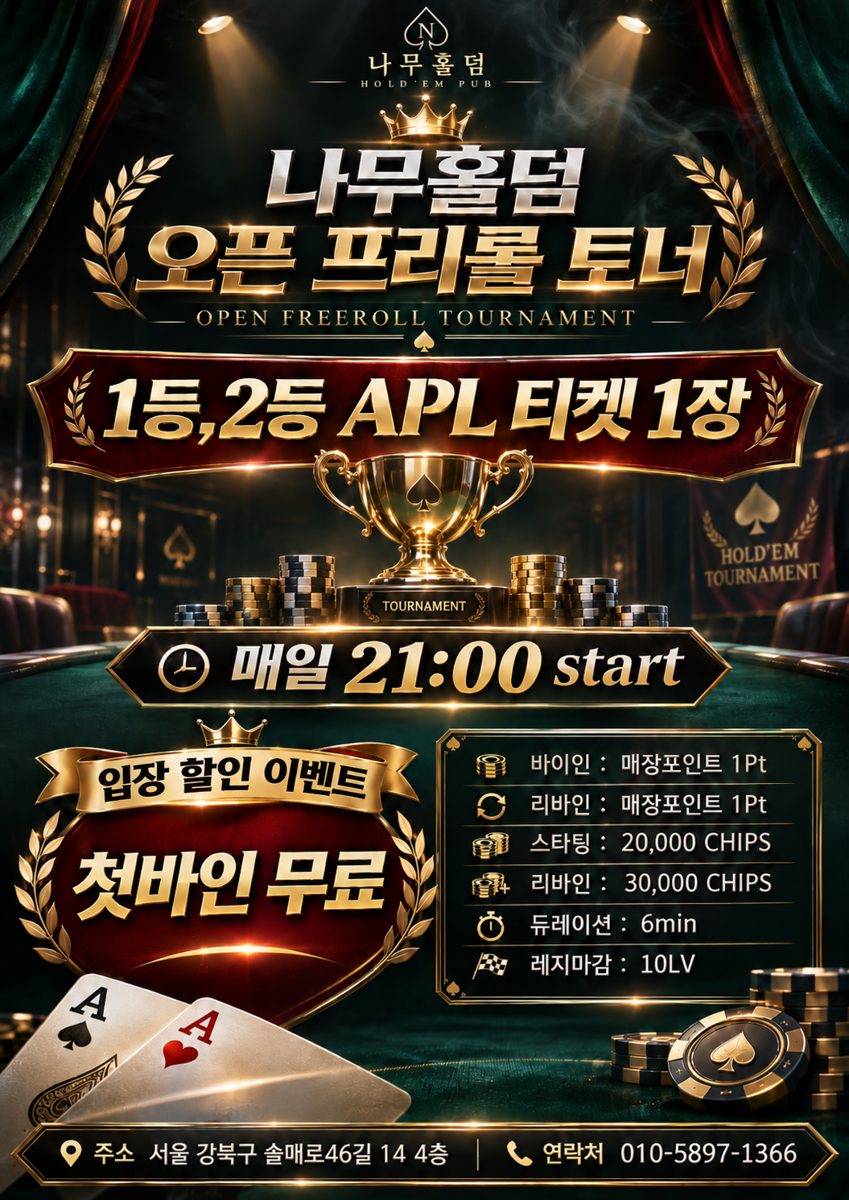 N
나무홀덤
HOLD'EM PUB
나무홀덤
오픈 프리롤 토너
OPEN FREEROLL TOURNAMENT
1등,2등 APL 티켓 1장
HOLD'EM
TOURNAMENT
TOURNAMENT
매일 21:00 start
입장 할인 이벤트
첫바인 무료
바이인 : 매장포인트 1Pt
리바인 : 매장포인트 1Pt
스타팅 : 20,000 CHIPS
리바인 : 30,000 CHIPS
듀레이션 : 6min
레지마감 : 10LV
A
A
주소 서울 강북구 솔매로46길 14 4층
연락처 010-5897-1366